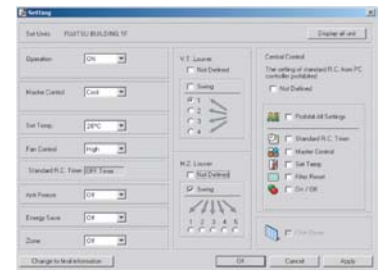 Setting
Set Lines FUJITSU BUILDING 1F
Display all unit
Operation ON
Master Control Cool
Set Temp. 26°C
Fan Control High
Standard R.C. Timer OFF Timer
Anti Freeze Off
Energy Save Off
Zone Off
Change to final information
V.T. Louver
Not Defined
Swing
1
2
3
4
H.Z. Louver
Not Defined
Swing
1 2 3 4 5
Central Control
The setting of standard R.C. from PC
controller prohibited.
Not Defined
Prohibit All Settings
Standard R.C. Timer
Master Control
Set Temp
Filter Reset
On / Off
OK
Cancel
Apply